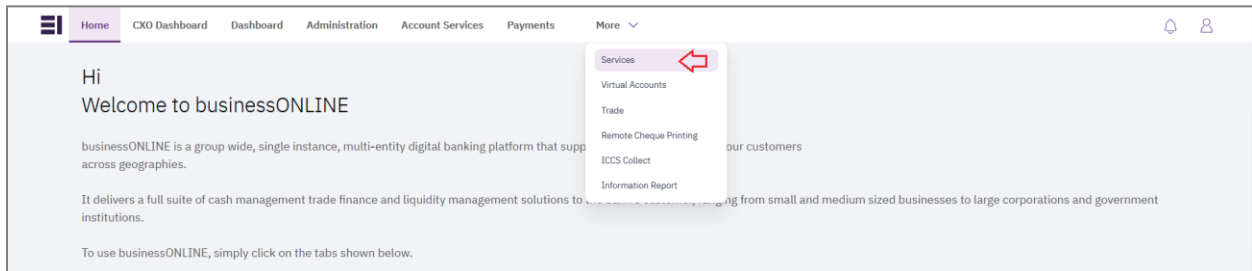 Home CXO Dashboard Dashboard Administration Account Services Payments More
Services
Virtual Accounts
Trade
Remote Cheque Printing
ICCS Collect
Information Report
Hi
Welcome to businessONLINE
businessONLINE is a group wide, single instance, multi-entity digital banking platform that supp our customers
across geographies.
It delivers a full suite of cash management trade finance and liquidity management solutions to ranging from small and medium sized businesses to large corporations and government
institutions.
To use businessONLINE, simply click on the tabs shown below.